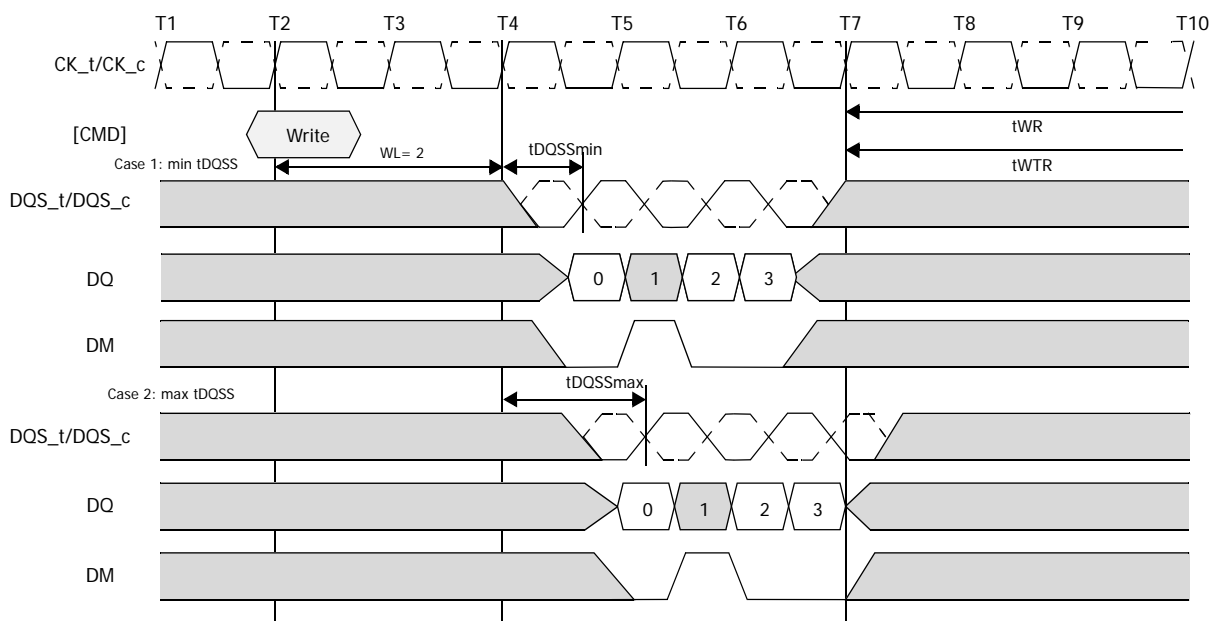 T1 T2 T3 T4 T5 T6 T7 T8 T9 T10
CK_t/CK_c
[CMD] Write tWR
Case 1: min tDQSS WL= 2 tDQSSmin tWTR
DQS_t/DQS_c
DQ 0 1 2 3
DM
Case 2: max tDQSS tDQSSmax
DQS_t/DQS_c
DQ 0 1 2 3
DM